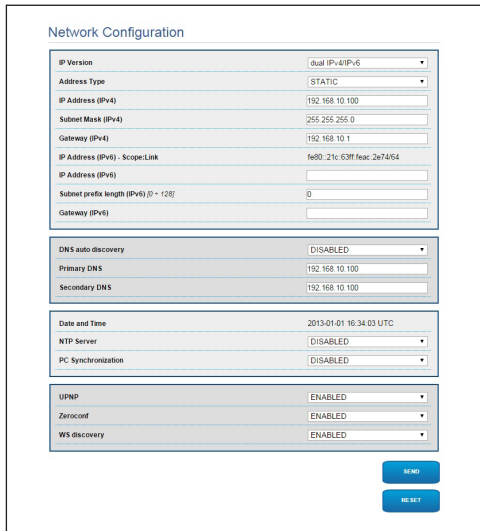 Network Configuration
IP Version dual IPv4/IPv6
Address Type STATIC
IP Address (IPv4) 192.168.10.100
Subnet Mask (IPv4) 255.255.255.0
Gateway (IPv4) 192.168.10.1
IP Address (IPv6) - Scope:Link fe80::21c:63ff:feac:2e74/64
IP Address (IPv6)
Subnet prefix length (IPv6) [0 ÷ 128] 0
Gateway (IPv6)
DNS auto discovery DISABLED
Primary DNS 192.168.10.100
Secondary DNS 192.168.10.100
Date and Time 2013-01-01 16:34:03 UTC
NTP Server DISABLED
PC Synchronization DISABLED
UPNP ENABLED
Zeroconf ENABLED
WS discovery ENABLED
SEND
RESET